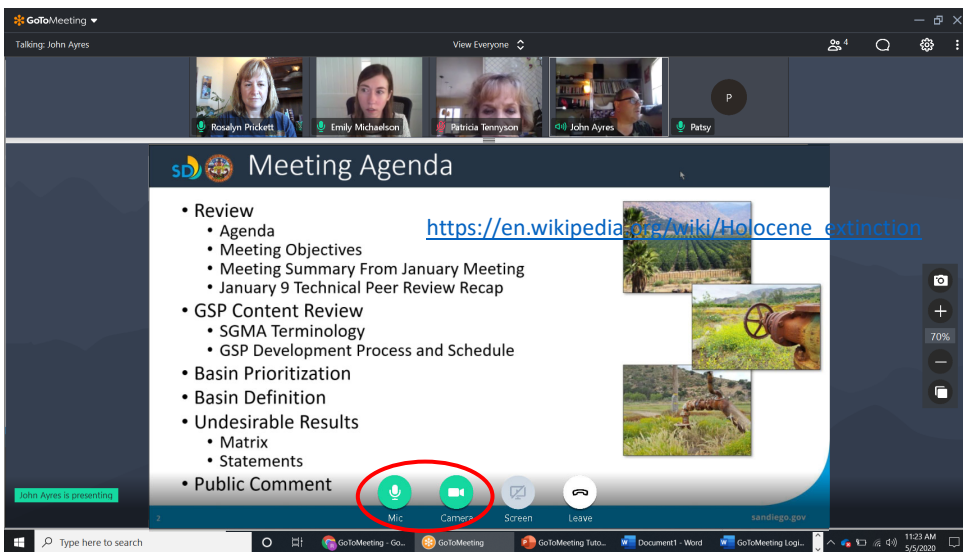 GoToMeeting
Talking: John Ayres
View Everyone
4
Rosalyn Prickett
Emily Michaelson
Patricia Tennyson
John Ayres
P
Patsy
SD
Meeting Agenda
https://en.wikipedia.org/wiki/Holocene_extinction
• Review
• Agenda
• Meeting Objectives
• Meeting Summary From January Meeting
• January 9 Technical Peer Review Recap
• GSP Content Review
• SGMA Terminology
• GSP Development Process and Schedule
• Basin Prioritization
• Basin Definition
• Undesirable Results
• Matrix
• Statements
• Public Comment
70%
John Ayres is presenting
Mic
Camera
Screen
Leave
2
sandiego.gov
Type here to search
GoToMeeting - Go...
GoToMeeting
GoToMeeting Tuto...
Document1 - Word
GoToMeeting Logi...
11:23 AM
5/5/2020